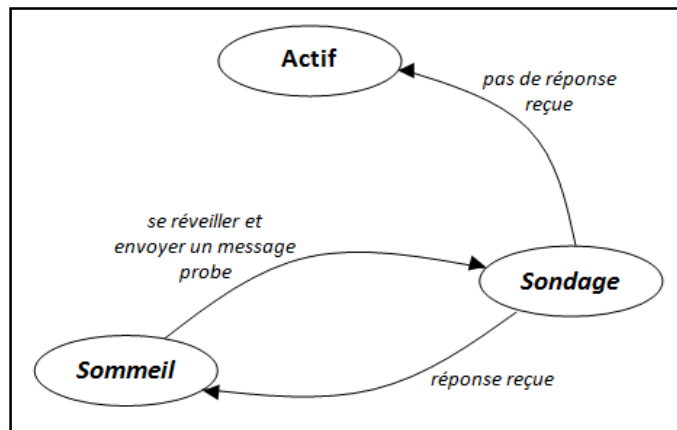 Actif
pas de réponse
reçue
se réveiller et
envoyer un message
probe
Sondage
Sommeil
réponse reçue